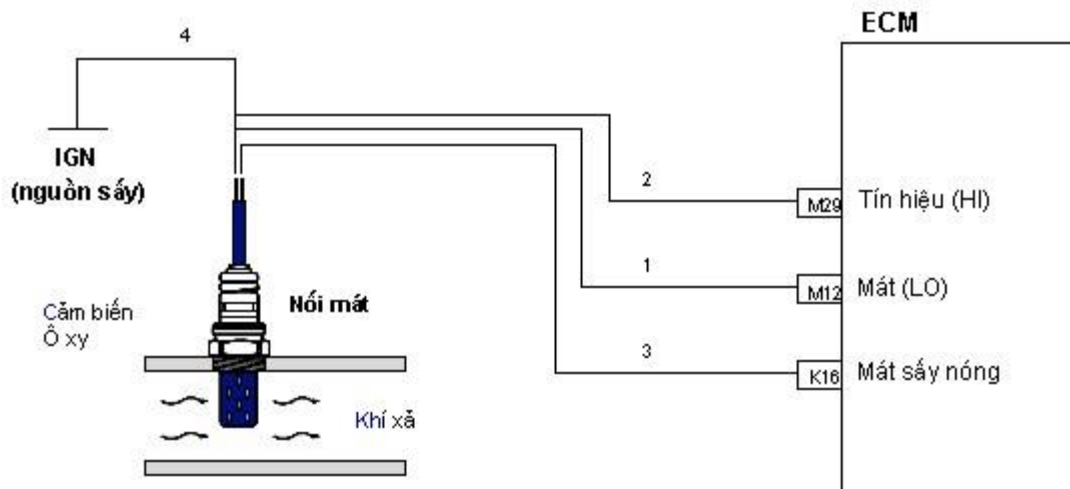 ECM
4
IGN
(nguồn sấy)
2
M29
Tín hiệu (HI)
1
M12
Mát (LO)
Cảm biến
Ô xy
Nối mát
3
K16
Mát sấy nóng
Khí xả